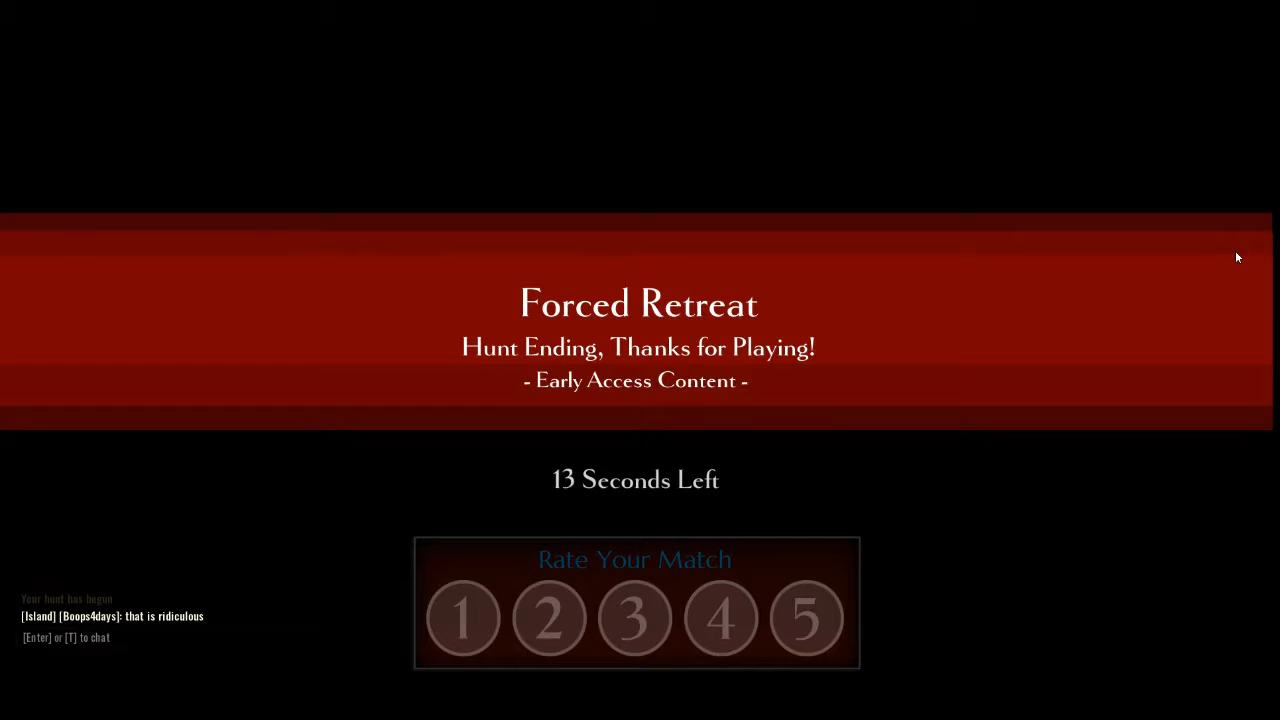 Forced Retreat
Hunt Ending, Thanks for Playing!
- Early Access Content -
13 Seconds Left
Rate Your Match
1 2 3 4 5
Your hunt has begun
[Island] [Boops4days]: that is ridiculous
[Enter] or [T] to chat